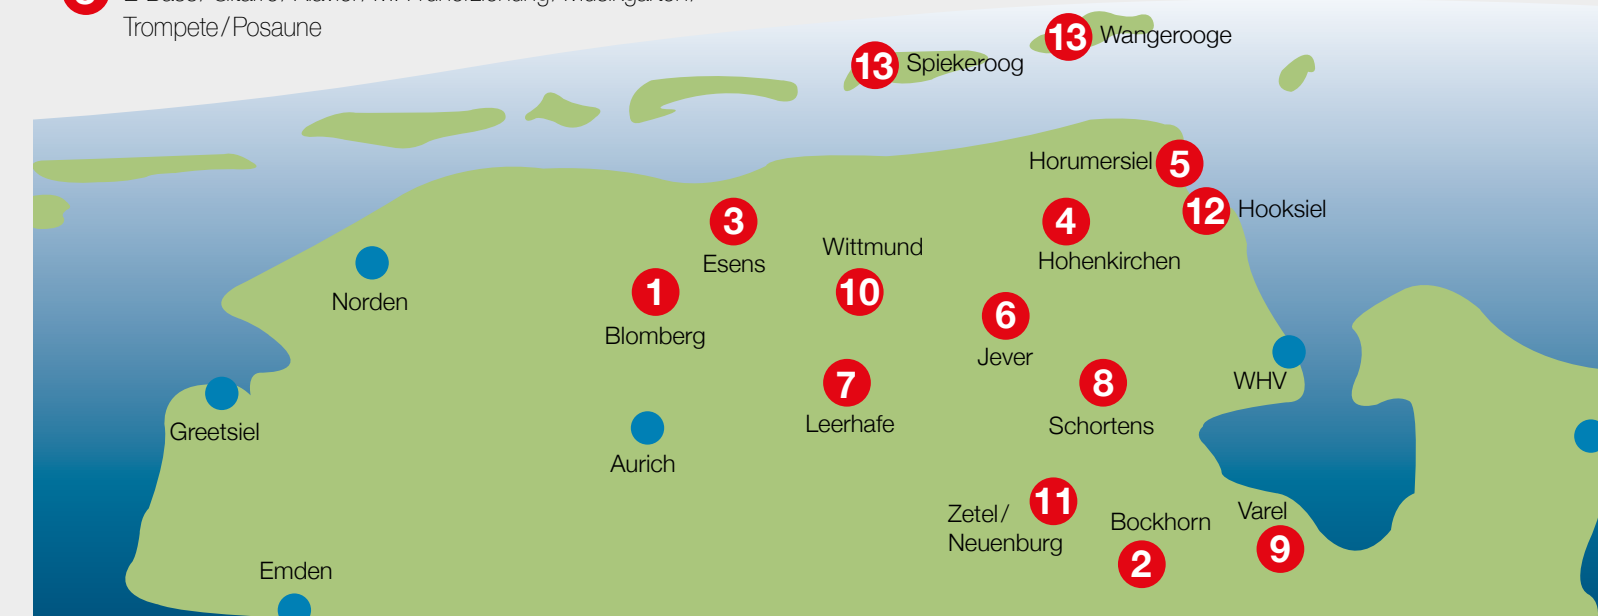 Trompete / Posaune
13 Wangerooge
13 Spiekeroog
Horumersiel 5
12 Hooksiel
3
Esens
4
Hohenkirchen
Wittmund
10
Norden
1
Blomberg
6
Jever
WHV
7
Leerhafe
8
Schortens
Greetsiel
Aurich
Zetel /
Neuenburg
11
Bockhorn
2
Varel
9
Emden